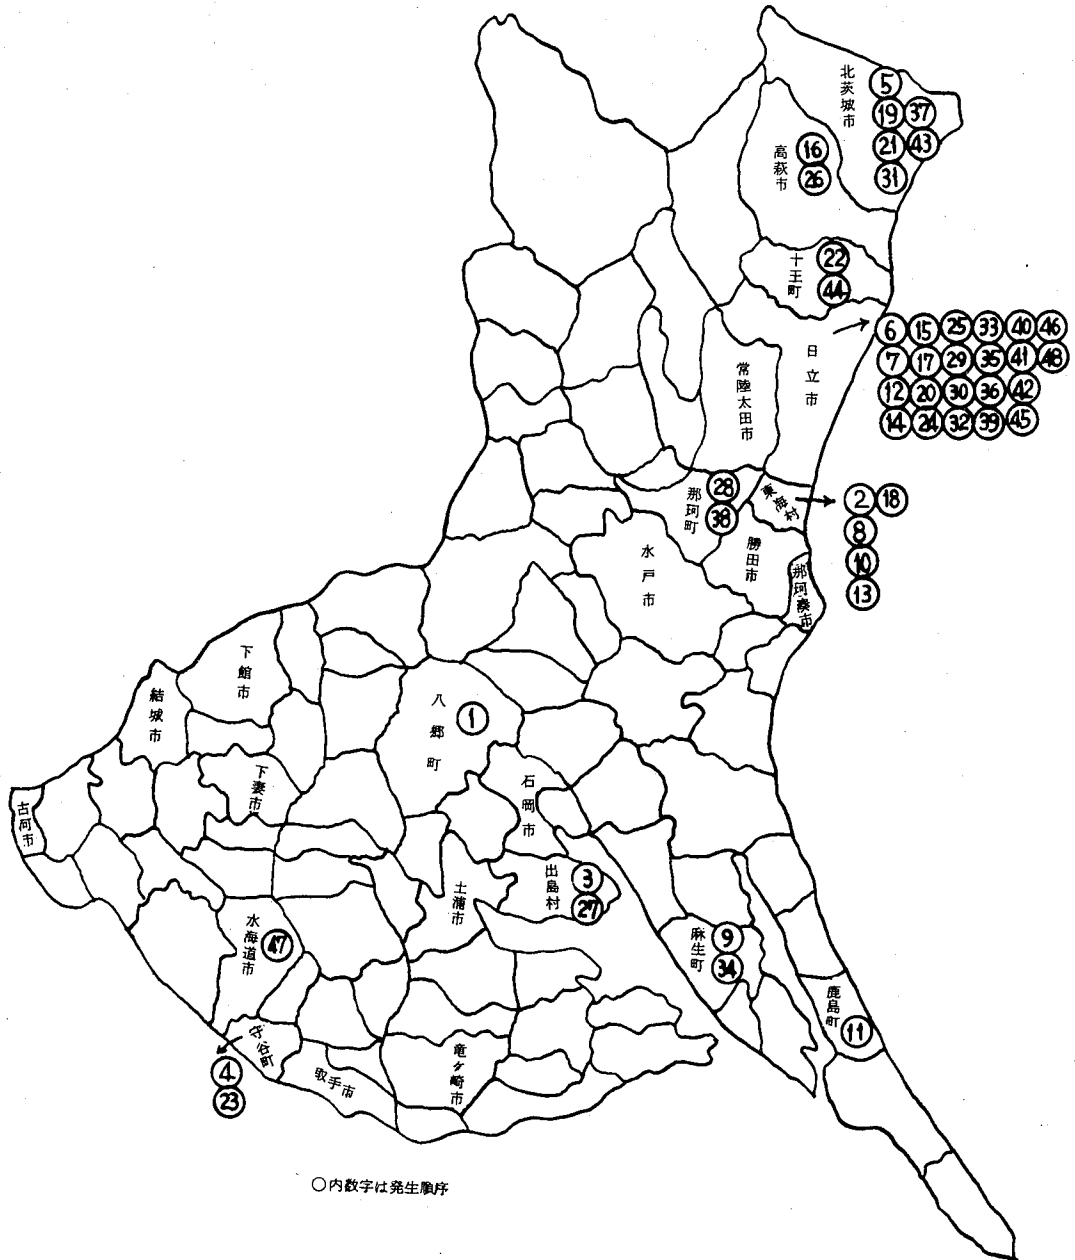 北茨城市
⑤
⑲ ㊲
㉑ ㊸
㉛
高萩市
⑯
㉖
十王町
㉒
㊹
日立市
⑥ ⑮ ㉕ ㉝ ㊵ ㊻
⑦ ⑰ ㉙ ㉟ ㊶ ㊽
⑫ ⑳ ㉚ ㊱ ㊷
⑭ ㉔ ㉜ ㊴ ㊺
常陸太田市
那珂町
㉘
㊳
東海村
② ⑱
⑧
⑩
⑬
勝田市
那珂湊市
水戸市
下館市
結城市
八郷町
①
下妻市
石岡市
古河市
出島村
③
㉗
土浦市
水海道市
㊼
麻生町
⑨
㉞
鹿島町
⑪
守谷町
④
㉓
取手市
竜ケ崎市
○内数字は発生順序